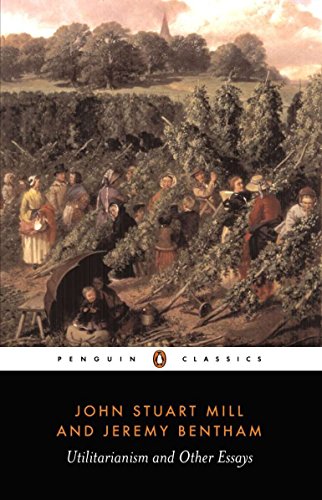 PENGUIN CLASSICS
JOHN STUART MILL
AND JEREMY BENTHAM
Utilitarianism and Other Essays